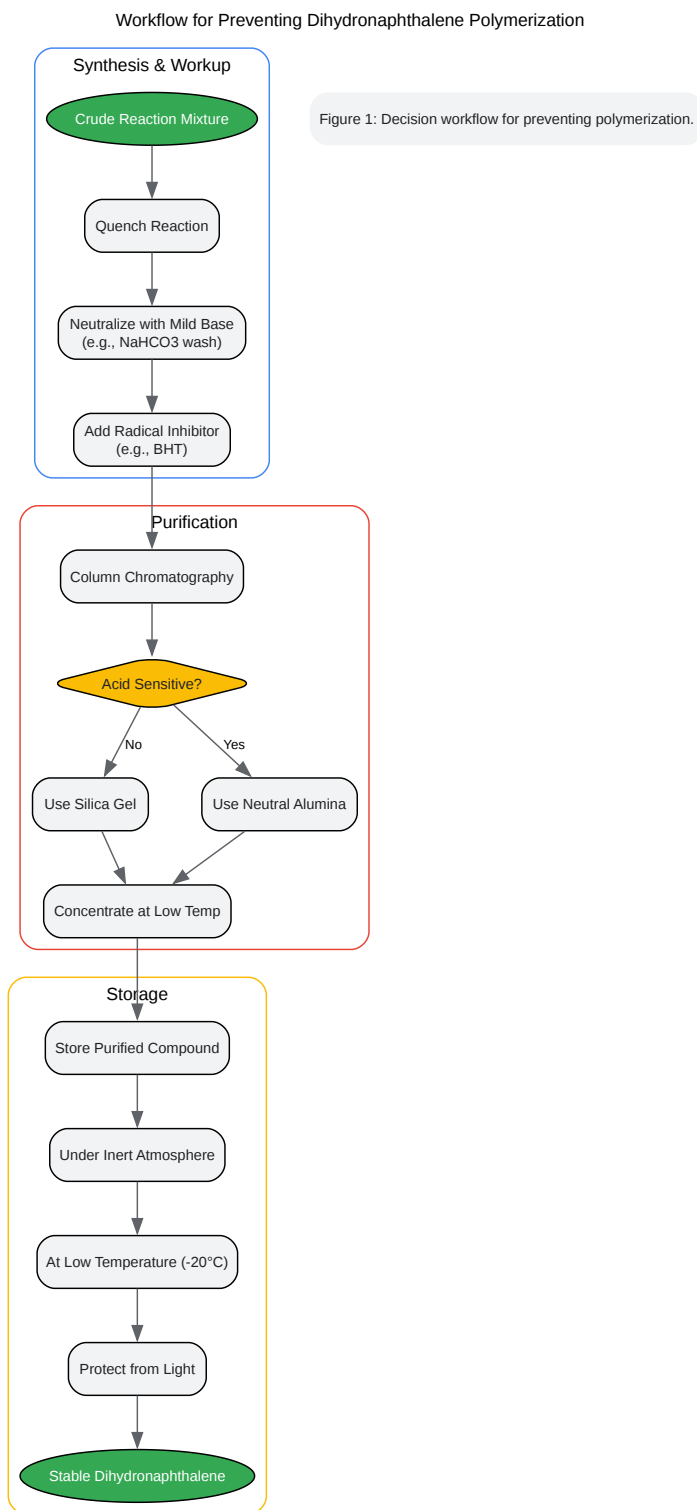 Workflow for Preventing Dihydronaphthalene Polymerization
Synthesis & Workup
Crude Reaction Mixture
Figure 1: Decision workflow for preventing polymerization.
Quench Reaction
Neutralize with Mild Base
(e.g., NaHCO3 wash)
Add Radical Inhibitor
(e.g., BHT)
Purification
Column Chromatography
Acid Sensitive?
No
Yes
Use Silica Gel
Use Neutral Alumina
Concentrate at Low Temp
Storage
Store Purified Compound
Under Inert Atmosphere
At Low Temperature (-20°C)
Protect from Light
Stable Dihydronaphthalene